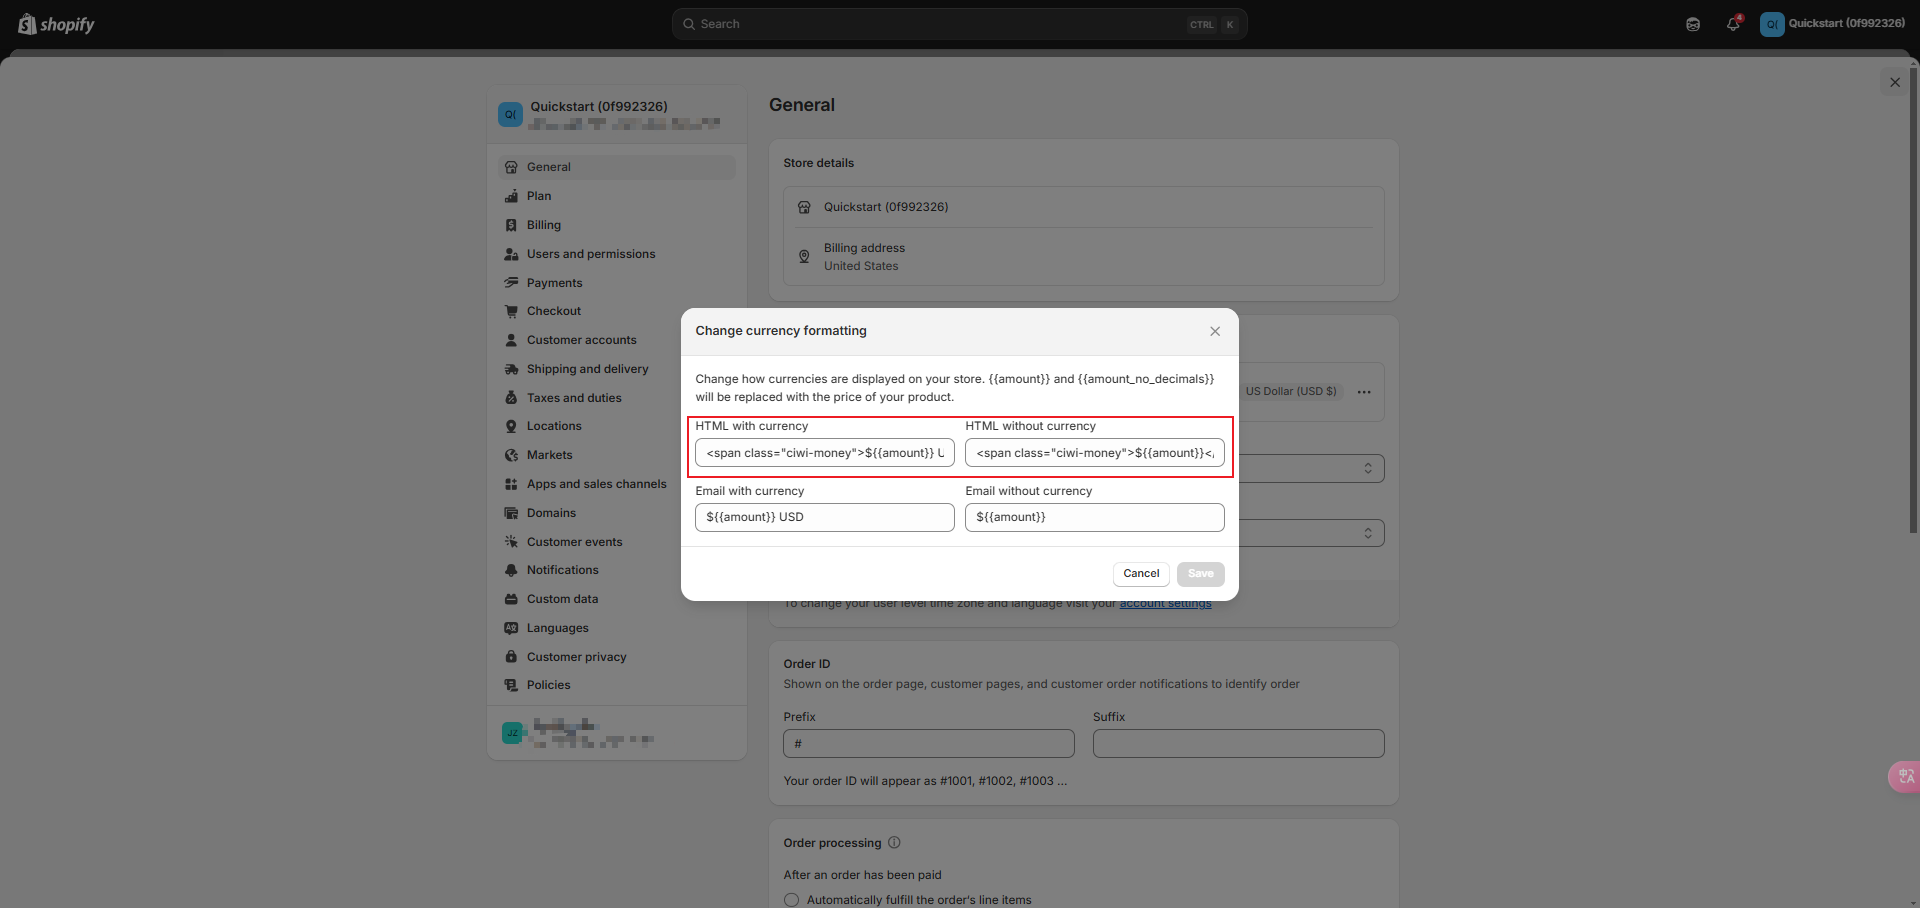 shopify
Search
CTRL K
4
Q( Quickstart (0f992326)
Q( Quickstart (0f992326)
General
Plan
Billing
Users and permissions
Payments
Checkout
Customer accounts
Shipping and delivery
Taxes and duties
Locations
Markets
Apps and sales channels
Domains
Customer events
Notifications
Custom data
Languages
Customer privacy
Policies
JZ
General
Store details
Quickstart (0f992326)
Billing address
United States
US Dollar (USD $)
Change currency formatting
Change how currencies are displayed on your store. {{amount}} and {{amount_no_decimals}}
will be replaced with the price of your product.
HTML with currency
<span class="ciwi-money">${{amount}} U
HTML without currency
<span class="ciwi-money">${{amount}}</
Email with currency
${{amount}} USD
Email without currency
${{amount}}
Cancel
Save
To change your user level time zone and language visit your account settings
Order ID
Shown on the order page, customer pages, and customer order notifications to identify order
Prefix
#
Suffix
Your order ID will appear as #1001, #1002, #1003 ...
Order processing
After an order has been paid
Automatically fulfill the order's line items